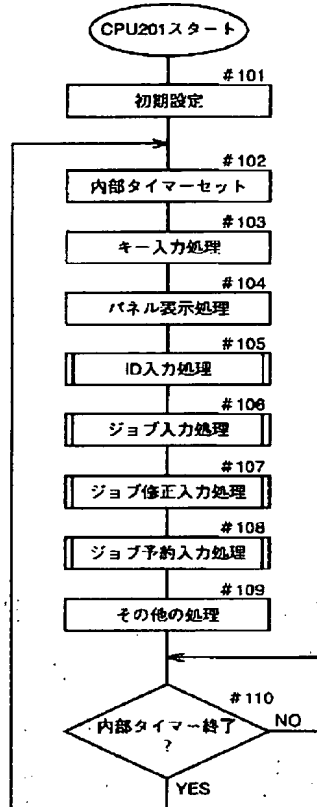 CPU201スタート
#101
初期設定
#102
内部タイマーセット
#103
キー入力処理
#104
パネル表示処理
#105
ID入力処理
#106
ジョブ入力処理
#107
ジョブ修正入力処理
#108
ジョブ予約入力処理
#109
その他の処理
#110
内部タイマー終了
?
NO
YES